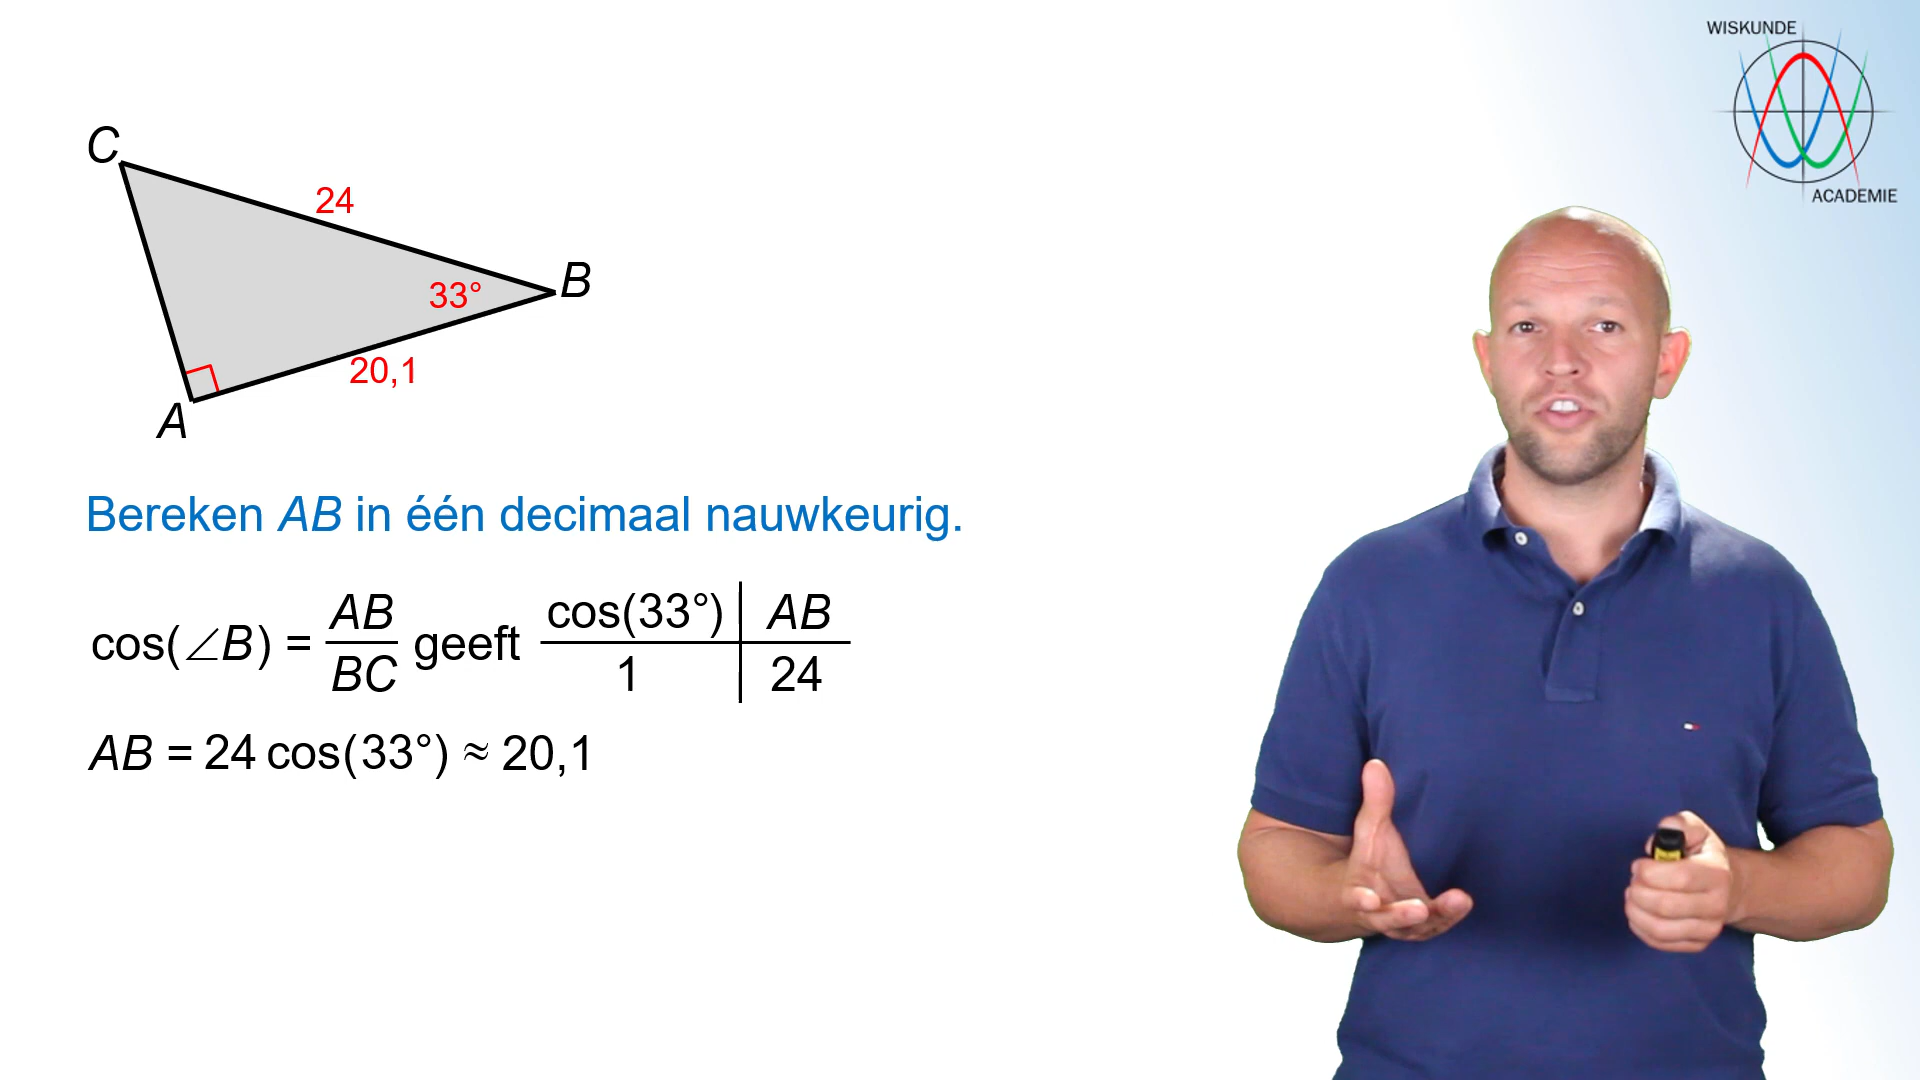 WISKUNDE
ACADEMIE
C
24
B
33°
20,1
A
Bereken AB in één decimaal nauwkeurig.
cos(∠B) = AB/BC geeft cos(33°) | AB
1 | 24
AB = 24 cos(33°) ≈ 20,1